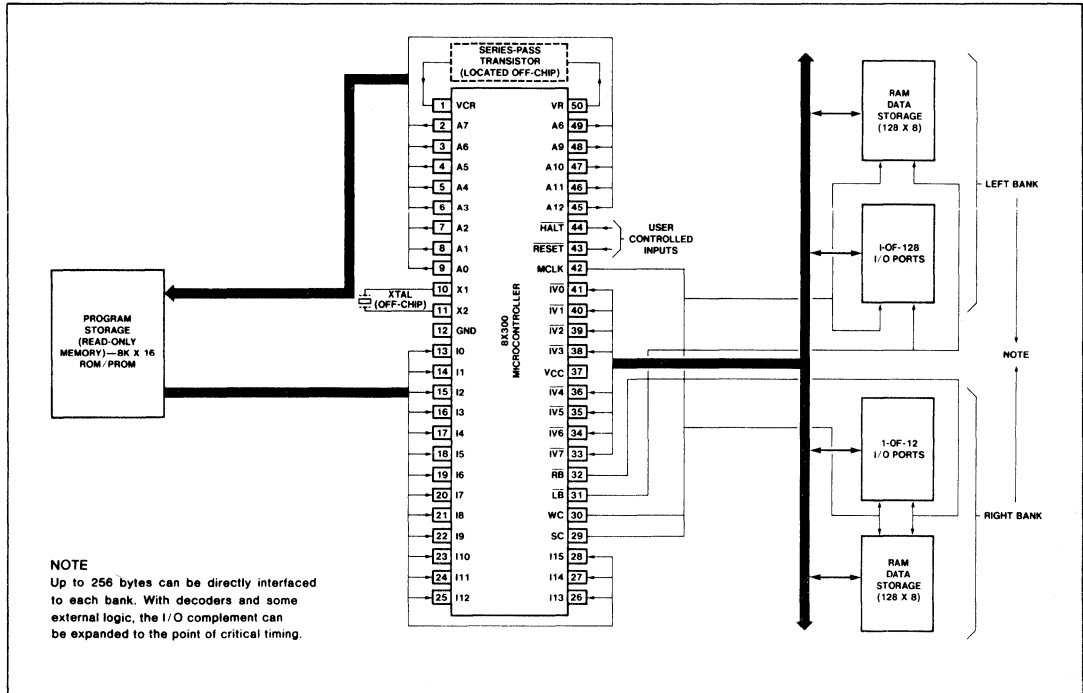 SERIES-PASS
TRANSISTOR
(LOCATED OFF-CHIP)
1 VCR VR 50
2 A7 A6 49
3 A6 A9 48
4 A5 A10 47
5 A4 A11 46
6 A3 A12 45
7 A2 HALT 44
8 A1 RESET 43
9 A0 MCLK 42
10 X1 IV0 41
11 X2 IV1 40
12 GND IV2 39
13 I0 IV3 38
14 I1 VCC 37
15 I2 IV4 36
16 I3 IV5 35
17 I4 IV6 34
18 I5 IV7 33
19 I6 RB 32
20 I7 LB 31
21 I8 WC 30
22 I9 SC 29
23 I10 I15 28
24 I11 I14 27
25 I12 I13 26
8X300
MICROCONTROLLER
XTAL
(OFF-CHIP)
USER
CONTROLLED
INPUTS
PROGRAM
STORAGE
(READ-ONLY
MEMORY)—8K X 16
ROM/PROM
RAM
DATA
STORAGE
(128 X 8)
LEFT BANK
1-OF-128
I/O PORTS
NOTE
1-OF-12
I/O PORTS
RIGHT BANK
RAM
DATA
STORAGE
(128 X 8)
NOTE
Up to 256 bytes can be directly interfaced
to each bank. With decoders and some
external logic, the I/O complement can
be expanded to the point of critical timing.